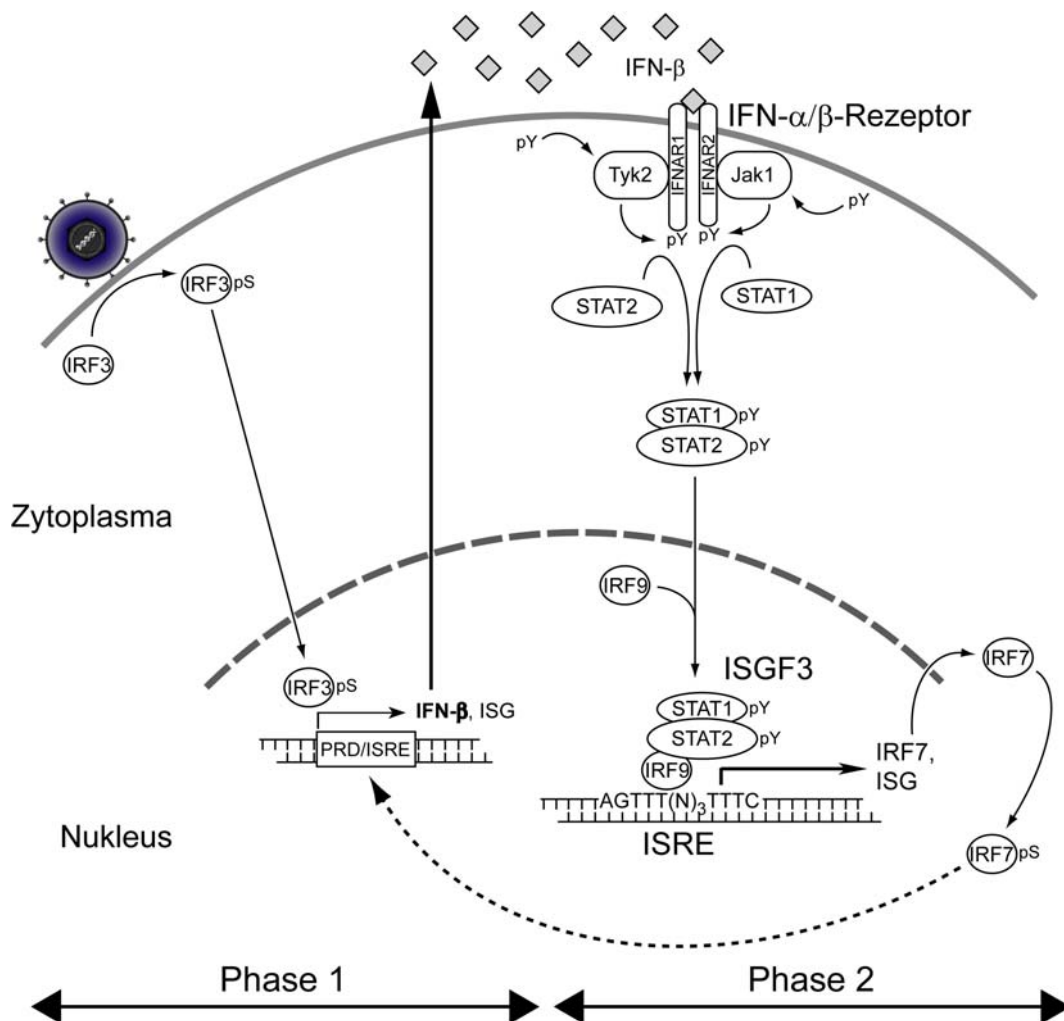 IFN-β
IFN-α/β-Rezeptor
pY
Tyk2
IFNAR1
IFNAR2
Jak1
pY
pY
pY
IRF3
pS
IRF3
STAT2
STAT1
STAT1
pY
STAT2
pY
Zytoplasma
IRF9
IRF3
pS
IFN-β, ISG
PRD/ISRE
ISGF3
STAT1
pY
STAT2
pY
IRF9
AGTTT(N)3TTTC
ISRE
IRF7,
ISG
IRF7
IRF7
pS
Nukleus
Phase 1
Phase 2